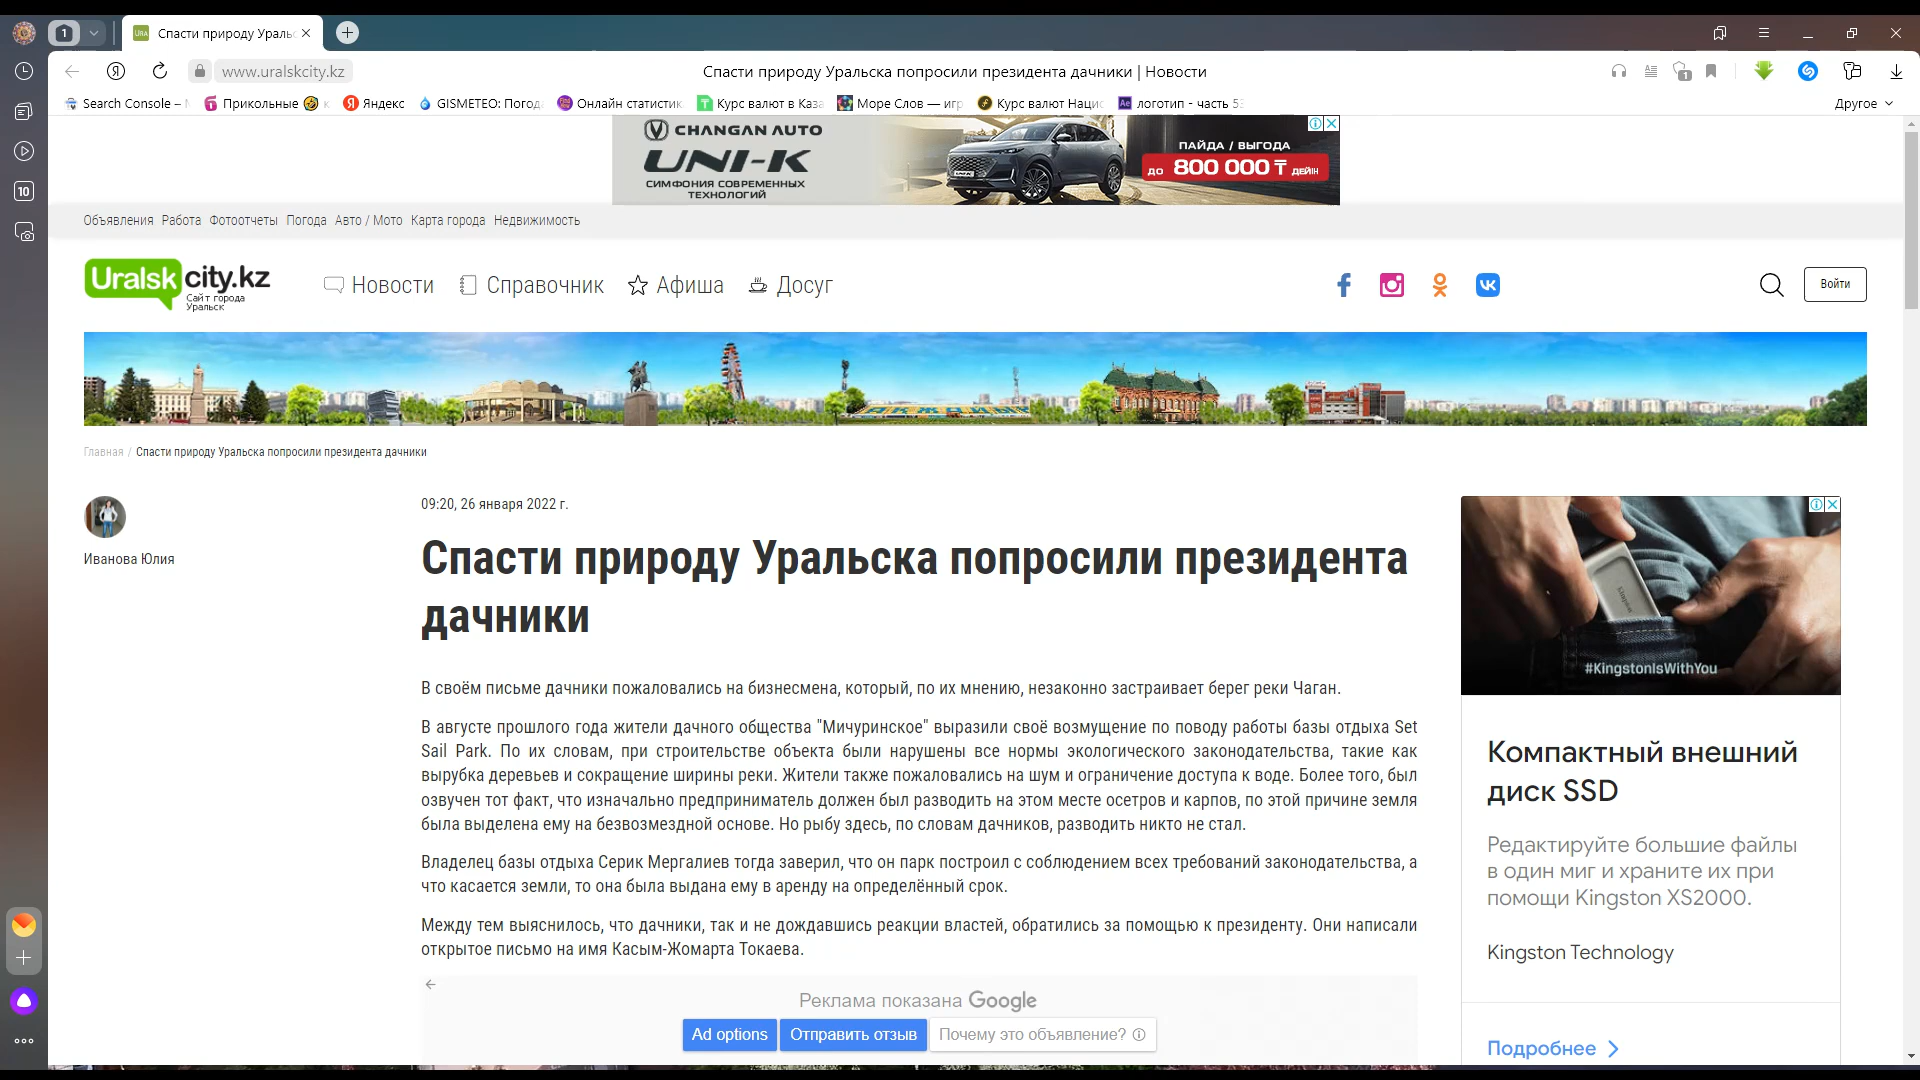 1
Спасти природу Ураль
www.uralskcity.kz
Спасти природу Уральска попросили президента дачники | Новости
1
Search Console –
Прикольные
Яндекс
GISMETEO: Погод
Онлайн статистик
Курс валют в Каза
Море Слов — игр
Курс валют Нацис
логотип - часть 5
Другое
10
CHANGAN AUTO
UNI-K
СИМФОНИЯ СОВРЕМЕННЫХ
ТЕХНОЛОГИЙ
ПАЙДА / ВЫГОДА
ДО 800 000 ₸ ДЕЙІН
Объявления Работа Фотоотчеты Погода Авто / Мото Карта города Недвижимость
Uralsk city.kz
Сайт города
Уральск
Новости
Справочник
Афиша
Досуг
Войти
Главная / Спасти природу Уральска попросили президента дачники
Иванова Юлия
09:20, 26 января 2022 г.
Спасти природу Уральска попросили президента
дачники
В своём письме дачники пожаловались на бизнесмена, который, по их мнению, незаконно застраивает берег реки Чаган.
В августе прошлого года жители дачного общества "Мичуринское" выразили своё возмущение по поводу работы базы отдыха Set
Sail Park. По их словам, при строительстве объекта были нарушены все нормы экологического законодательства, такие как
вырубка деревьев и сокращение ширины реки. Жители также пожаловались на шум и ограничение доступа к воде. Более того, был
озвучен тот факт, что изначально предприниматель должен был разводить на этом месте осетров и карпов, по этой причине земля
была выделена ему на безвозмездной основе. Но рыбу здесь, по словам дачников, разводить никто не стал.
Владелец базы отдыха Серик Мергалиев тогда заверил, что он парк построил с соблюдением всех требований законодательства, а
что касается земли, то она была выдана ему в аренду на определённый срок.
Между тем выяснилось, что дачники, так и не дождавшись реакции властей, обратились за помощью к президенту. Они написали
открытое письмо на имя Касым-Жомарта Токаева.
Реклама показана Google
Ad options
Отправить отзыв
Почему это объявление?
#KingstonIsWithYou
Компактный внешний
диск SSD
Редактируйте большие файлы
в один миг и храните их при
помощи Kingston XS2000.
Kingston Technology
Подробнее